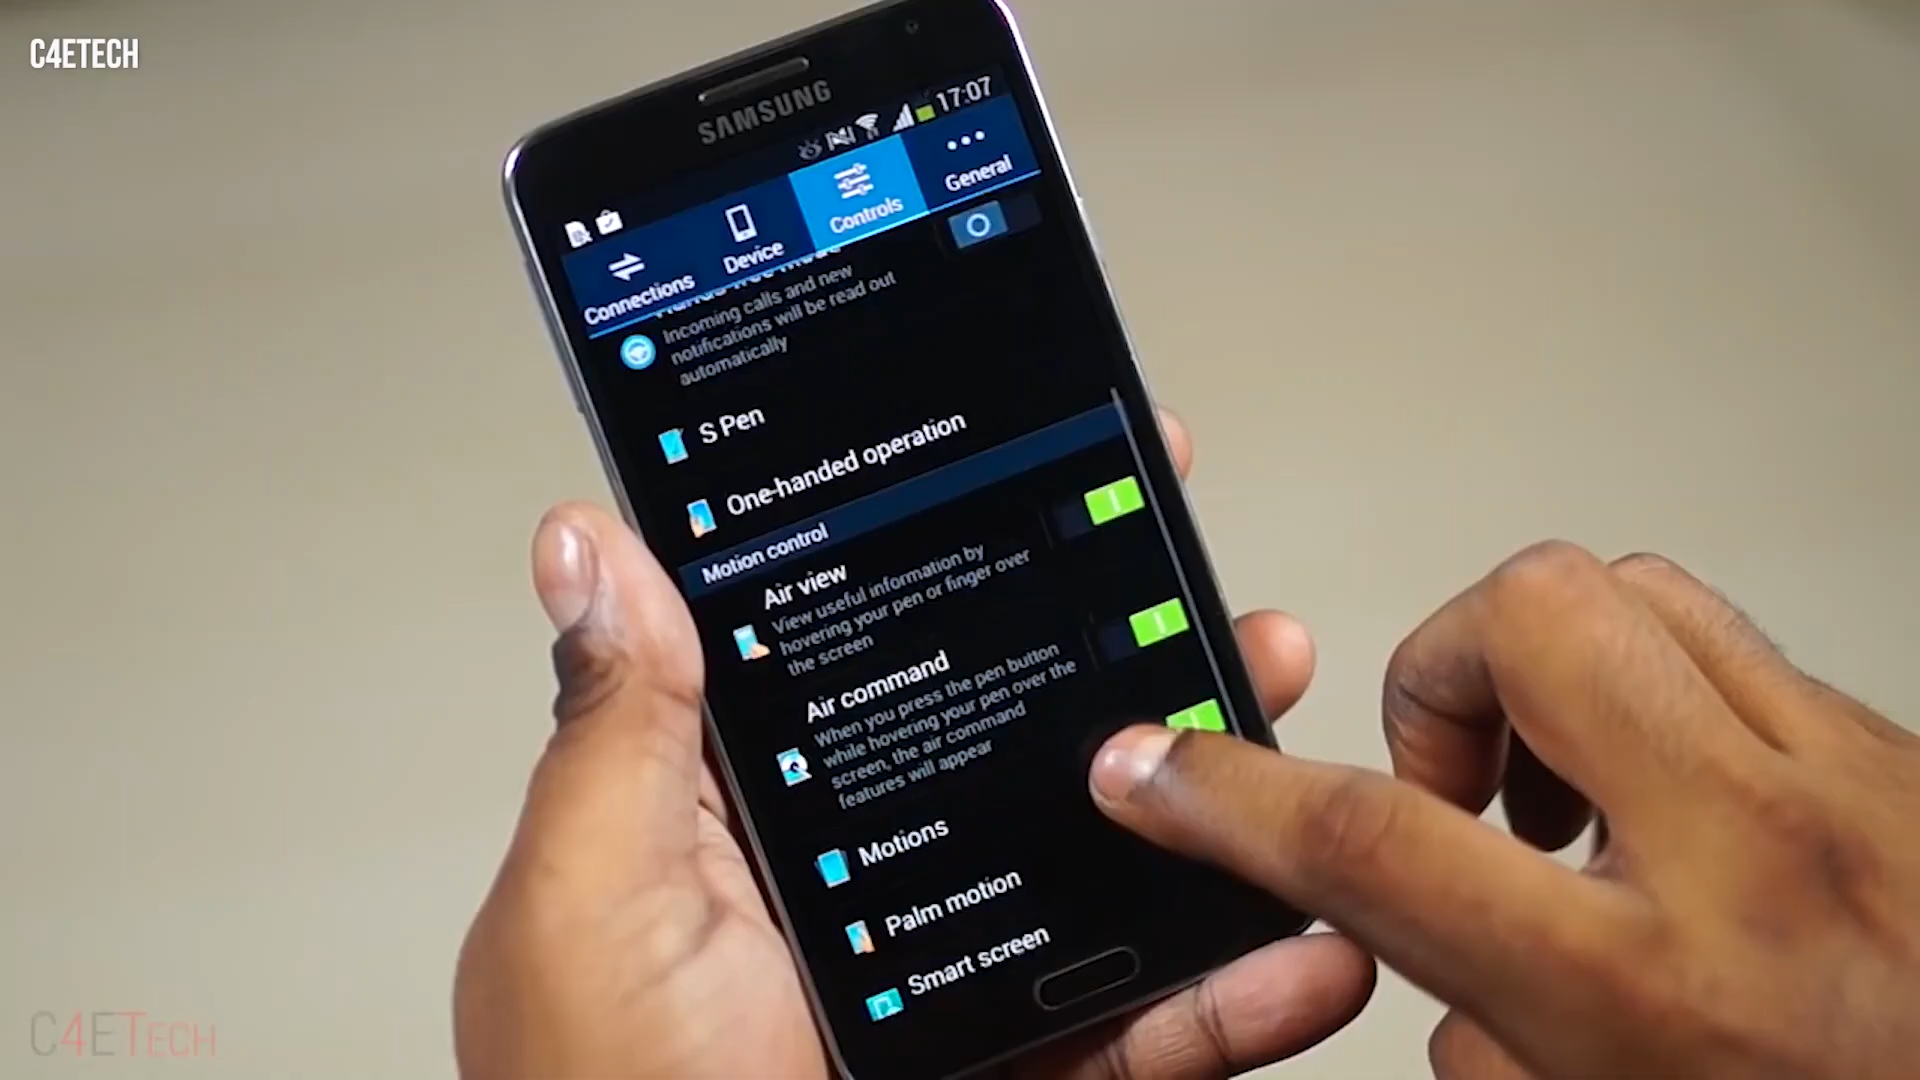 C4ETECH
SAMSUNG
17:07
Connections
Device
Controls
General
Hands-free mode
Incoming calls and new
notifications will be read out
automatically
S Pen
One-handed operation
Motion control
Air view
View useful information by
hovering your pen or finger over
the screen
Air command
When you press the pen button
while hovering your pen over the
screen, the air command
features will appear
Motions
Palm motion
Smart screen
C4ETECH